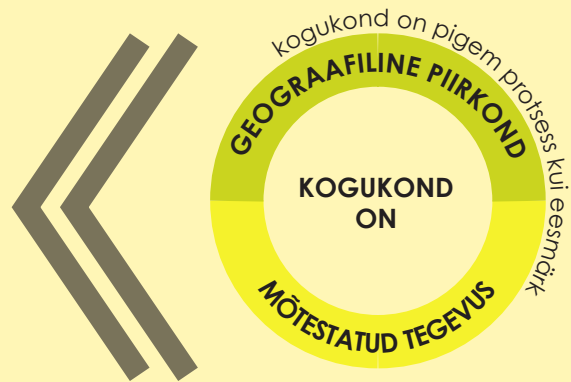 kogukond on pigem protsess kui eesmärk
GEOGRAAFILINE PIIRKOND
KOGUKOND
ON
MÕTESTATUD TEGEVUS